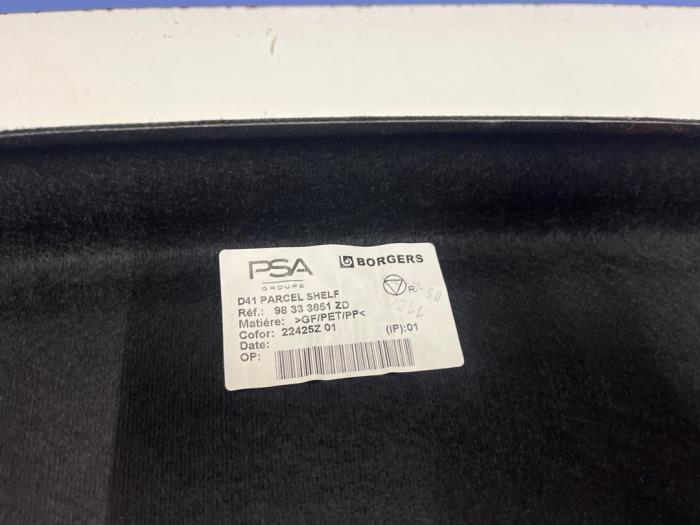 PSA
GROUPE
BORGERS
D41 PARCEL SHELF
Réf.: 98 33 3651 ZD
R
Matière: >GF/PET/PP<
Cofor: 22425Z 01 (IP):01
Date:
OP: